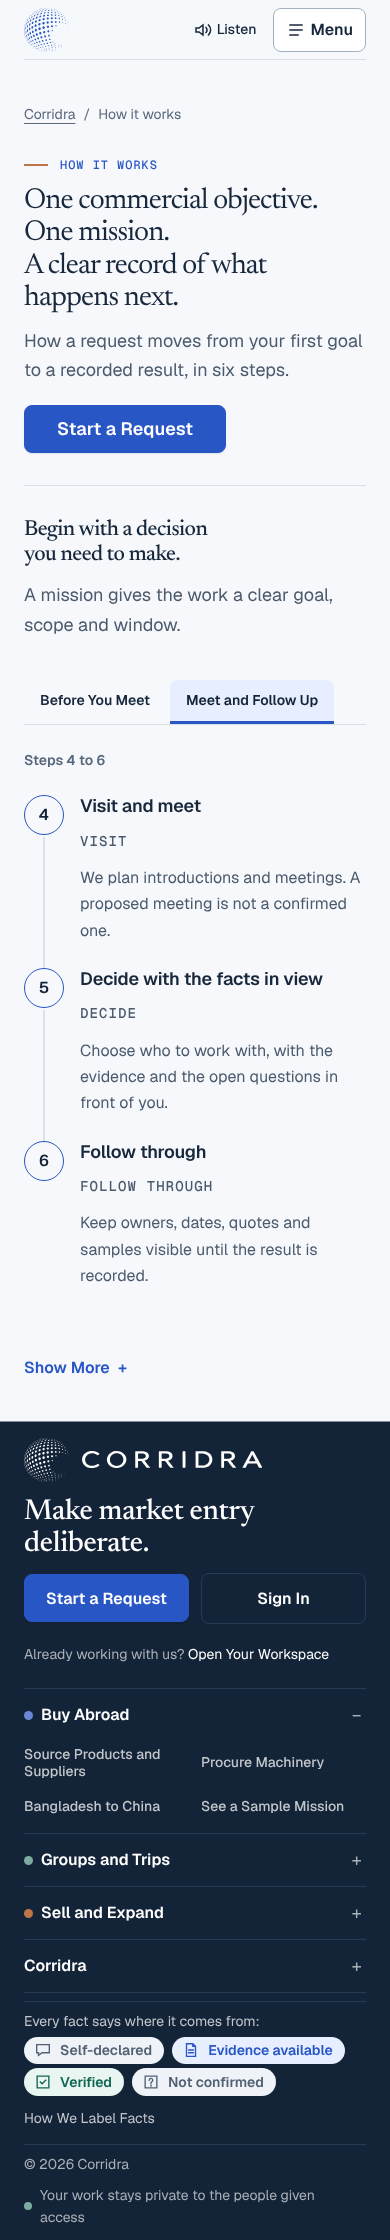 Listen
Menu
Corridra / How it works
HOW IT WORKS
One commercial objective.
One mission.
A clear record of what
happens next.
How a request moves from your first goal
to a recorded result, in six steps.
Start a Request
Begin with a decision
you need to make.
A mission gives the work a clear goal,
scope and window.
Before You Meet
Meet and Follow Up
Steps 4 to 6
4
Visit and meet
VISIT
We plan introductions and meetings. A
proposed meeting is not a confirmed
one.
5
Decide with the facts in view
DECIDE
Choose who to work with, with the
evidence and the open questions in
front of you.
6
Follow through
FOLLOW THROUGH
Keep owners, dates, quotes and
samples visible until the result is
recorded.
Show More +
CORRIDRA
Make market entry
deliberate.
Start a Request
Sign In
Already working with us? Open Your Workspace
Buy Abroad −
Source Products and
Suppliers
Procure Machinery
Bangladesh to China
See a Sample Mission
Groups and Trips +
Sell and Expand +
Corridra +
Every fact says where it comes from:
Self-declared
Evidence available
Verified
Not confirmed
How We Label Facts
© 2026 Corridra
Your work stays private to the people given
access